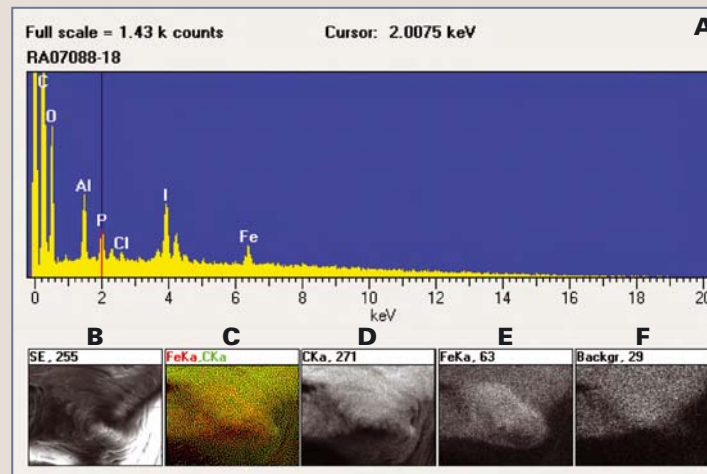 Full scale = 1.43 k counts Cursor: 2.0075 keV A
RA07088-18
C
O
Al
P
Cl
I
Fe
0 2 4 6 8 10 12 14 16 18 20
keV
B C D E F
SE, 255 FeKa,CKa CKa, 271 FeKa, 63 Backgr, 29